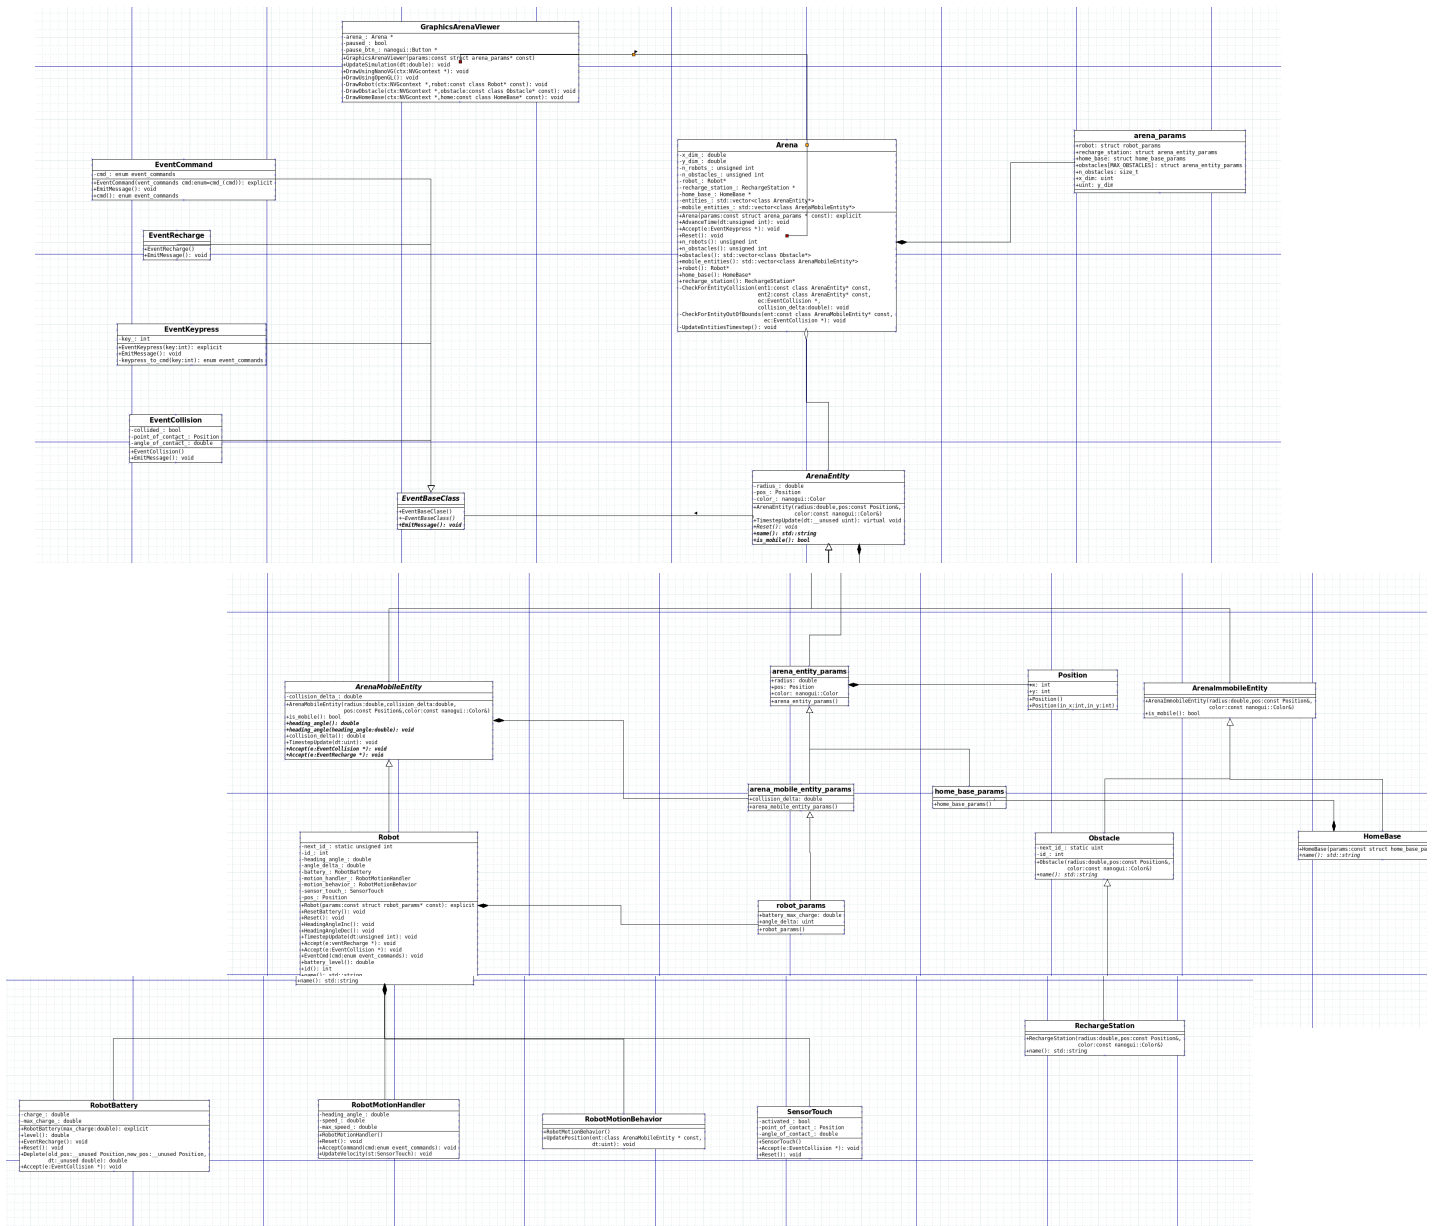 GraphicsArenaViewer
-arena_: Arena *
-paused_: bool
-pause_btn_: nanogui::Button *
+GraphicsArenaViewer(params:const struct arena_params* const)
+UpdateSimulation(dt:double): void
+DrawUsingNanoVG(ctx:NVGcontext *): void
+DrawUsingOpenGL(): void
-DrawRobot(ctx:NVGcontext *,robot:const class Robot* const): void
-DrawObstacle(ctx:NVGcontext *,obstacle:const class Obstacle* const): void
-DrawHomeBase(ctx:NVGcontext *,home:const class HomeBase* const): void
Arena
-x_dim_: double
-y_dim_: double
-n_robots_: unsigned int
-n_obstacles_: unsigned int
-robot_: Robot*
-recharge_station_: RechargeStation *
-home_base_: HomeBase *
-entities_: std::vector<class ArenaEntity*>
-mobile_entities_: std::vector<class ArenaMobileEntity*>
+Arena(params:const struct arena_params * const): explicit
+AdvanceTime(dt:unsigned int): void
+Accept(e:EventKeypress *): void
+Reset(): void
+n_robots(): unsigned int
+n_obstacles(): unsigned int
+obstacles(): std::vector<class Obstacle*>
+mobile_entities(): std::vector<class ArenaMobileEntity*>
+robot(): Robot*
+home_base(): HomeBase*
+recharge_station(): RechargeStation*
-CheckForEntityCollision(ent1:const class ArenaEntity* const,
ent2:const class ArenaEntity* const,
ec:EventCollision *,
collision_delta:double): void
-CheckForEntityOutOfBounds(ent:const class ArenaMobileEntity* const,
ec:EventCollision *): void
-UpdateEntitiesTimestep(): void
arena_params
+robot: struct robot_params
+recharge_station: struct arena_entity_params
+home_base: struct home_base_params
+obstacles[MAX_OBSTACLES]: struct arena_entity_params
+n_obstacles: size_t
+x_dim: uint
+uint: y_dim
EventCommand
-cmd_: enum event_commands
+EventCommand(vent_commands cmd:enum=cmd_(cmd)): explicit
+EmitMessage(): void
+cmd(): enum event_commands
EventRecharge
+EventRecharge()
+EmitMessage(): void
EventKeypress
-key_: int
+EventKeypress(key:int): explicit
+EmitMessage(): void
-keypress_to_cmd(key:int): enum event_commands
EventCollision
-collided_: bool
-point_of_contact_: Position
-angle_of_contact_: double
+EventCollision()
+EmitMessage(): void
EventBaseClass
+EventBaseClase()
+~EventBaseClass()
+EmitMessage(): void
ArenaEntity
-radius_: double
-pos_: Position
-color_: nanogui::Color
+ArenaEntity(radius:double,pos:const Position&,
color:const nanogui::Color&)
+TimestepUpdate(dt:__unused uint): virtual void
+Reset(): void
+name(): std::string
+is_mobile(): bool
ArenaMobileEntity
-collision_delta_: double
+ArenaMobileEntity(radius:double,collision_delta:double,
pos:const Position&,color:const nanogui::Color&)
+is_mobile(): bool
+heading_angle(): double
+heading_angle(heading_angle:double): void
+collision_delta(): double
+TimestepUpdate(dt:uint): void
+Accept(e:EventCollision *): void
+Accept(e:EventRecharge *): void
arena_entity_params
+radius: double
+pos: Position
+color: nanogui::Color
+arena_entity_params()
Position
+x: int
+y: int
+Position()
+Position(in_x:int,in_y:int)
ArenaImmobileEntity
+ArenaImmobileEntity(radius:double,pos:const Position&,
color:const nanogui::Color&)
+is_mobile(): bool
arena_mobile_entity_params
+collision_delta: double
+arena_mobile_entity_params()
home_base_params
+home_base_params()
Robot
-next_id_: static unsigned int
-id_: int
-heading_angle_: double
-angle_delta_: double
-battery_: RobotBattery
-motion_handler_: RobotMotionHandler
-motion_behavior_: RobotMotionBehavior
-sensor_touch_: SensorTouch
-pos_: Position
+Robot(params:const struct robot_params* const): explicit
+ResetBattery(): void
+Reset(): void
+HeadingAngleInc(): void
+HeadingAngleDec(): void
+TimestepUpdate(dt:unsigned int): void
+Accept(e:ventRecharge *): void
+Accept(e:EventCollision *): void
+EventCmd(cmd:enum event_commands): void
+battery_level(): double
+id(): int
+name(): std::string
+name(): std::string
Obstacle
-next_id_: static uint
-id_: int
+Obstacle(radius:double,pos:const Position&,
color:const nanogui::Color&)
+name(): std::string
HomeBase
+HomeBase(params:const struct home_base_pa
+name(): std::string
robot_params
+battery_max_charge: double
+angle_delta: uint
+robot_params()
RechargeStation
+RechargeStation(radius:double,pos:const Position&,
color:const nanogui::Color&)
+name(): std::string
RobotBattery
-charge_: double
-max_charge_: double
+RobotBattery(max_charge:double): explicit
+level(): double
+EventRecharge(): void
+Reset(): void
+Deplete(old_pos:__unused Position,new_pos:__unused Position,
dt:_unused double): double
+Accept(e:EventCollision *): void
RobotMotionHandler
-heading_angle_: double
-speed_: double
-max_speed_: double
+RobotMotionHandler()
+Reset(): void
+AcceptCommand(cmd:enum event_commands): void
+UpdateVelocity(st:SensorTouch): void
RobotMotionBehavior
+RobotMotionBehavior()
+UpdatePosition(ent:class ArenaMobileEntity * const,
dt:uint): void
SensorTouch
-activated_: bool
-point_of_contact_: Position
-angle_of_contact_: double
+SensorTouch()
+Accept(e:EventCollision *): void
+Reset(): void